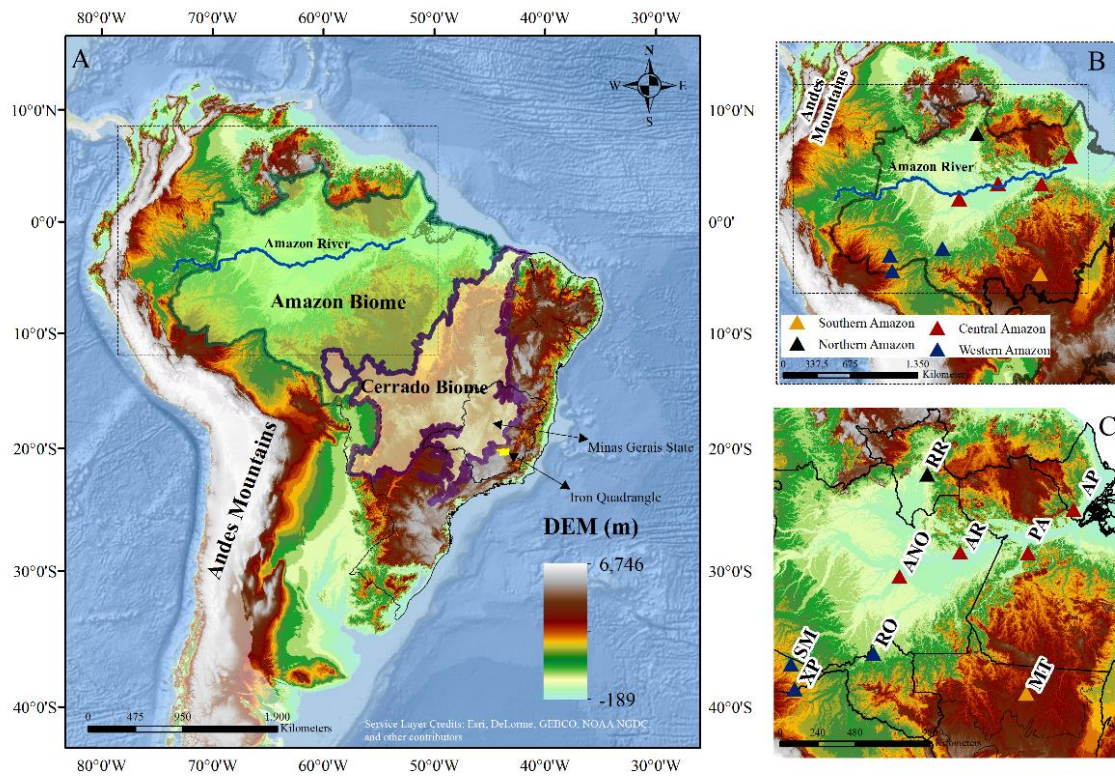 80°0'W 70°0'W 60°0'W 50°0'W 40°0'W 30°0'W
A
N
W E
S
10°0'N
0°0'
10°0'S
20°0'S
30°0'S
40°0'S
Amazon River
Amazon Biome
Cerrado Biome
Andes Mountains
Minas Gerais State
Iron Quadrangle
DEM (m)
6,746
-189
0 475 950 1.900
Kilometers
Service Layer Credits: Esri, DeLorme, GEBCO, NOAA NGDC,
and other contributors
80°0'W 70°0'W 60°0'W 50°0'W 40°0'W 30°0'W
B
Andes
Mountains
Amazon River
10°0'N
0°0'
10°0'S
Southern Amazon
Central Amazon
Northern Amazon
Western Amazon
0 337,5 675 1.350
Kilometers
C
20°0'S
30°0'S
40°0'S
RR
AP
PA
AR
ANO
RO
SM
XP
MT
0 240 480
Kilometers